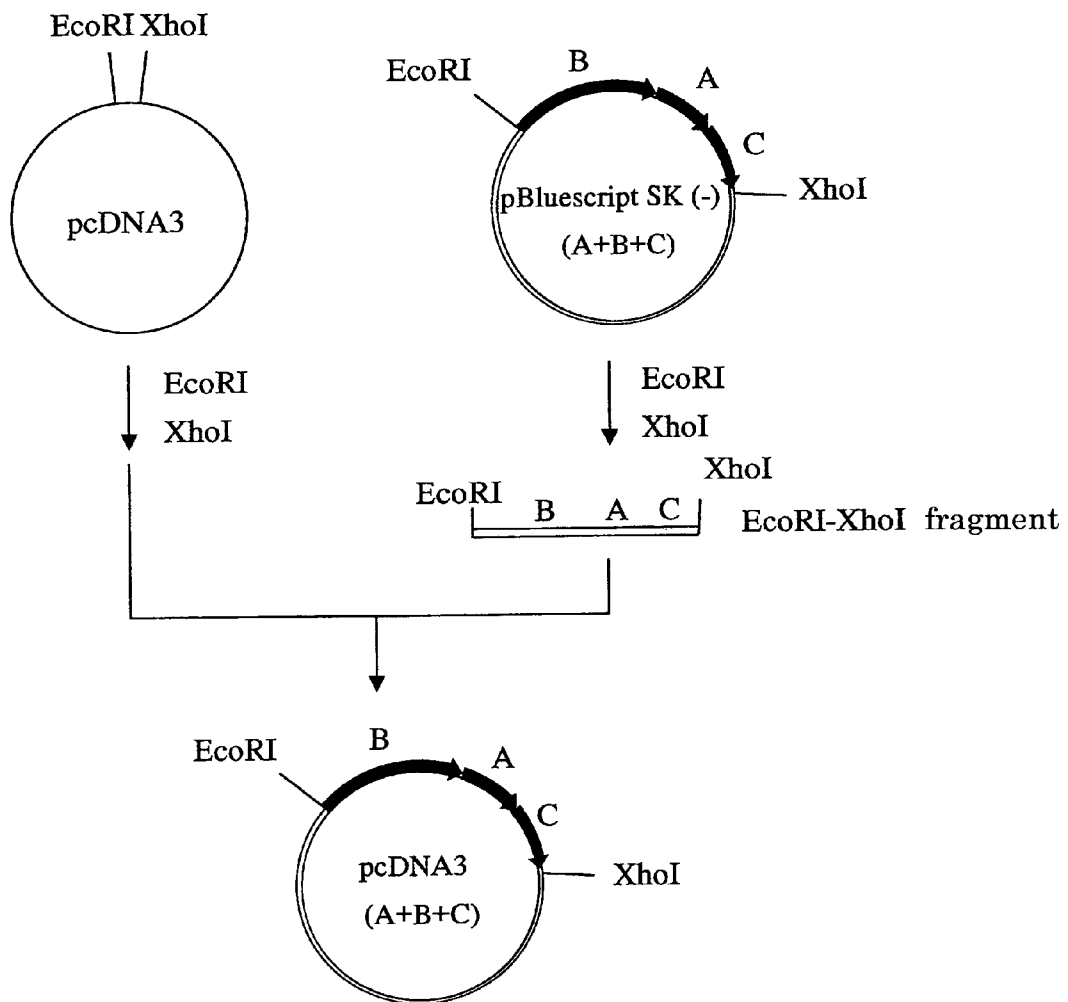 EcoRI XhoI
pcDNA3
EcoRI
B
A
C
XhoI
pBluescript SK (-)
(A+B+C)
EcoRI
XhoI
EcoRI
XhoI
EcoRI
B A C
XhoI
EcoRI-XhoI fragment
EcoRI
B
A
C
XhoI
pcDNA3
(A+B+C)